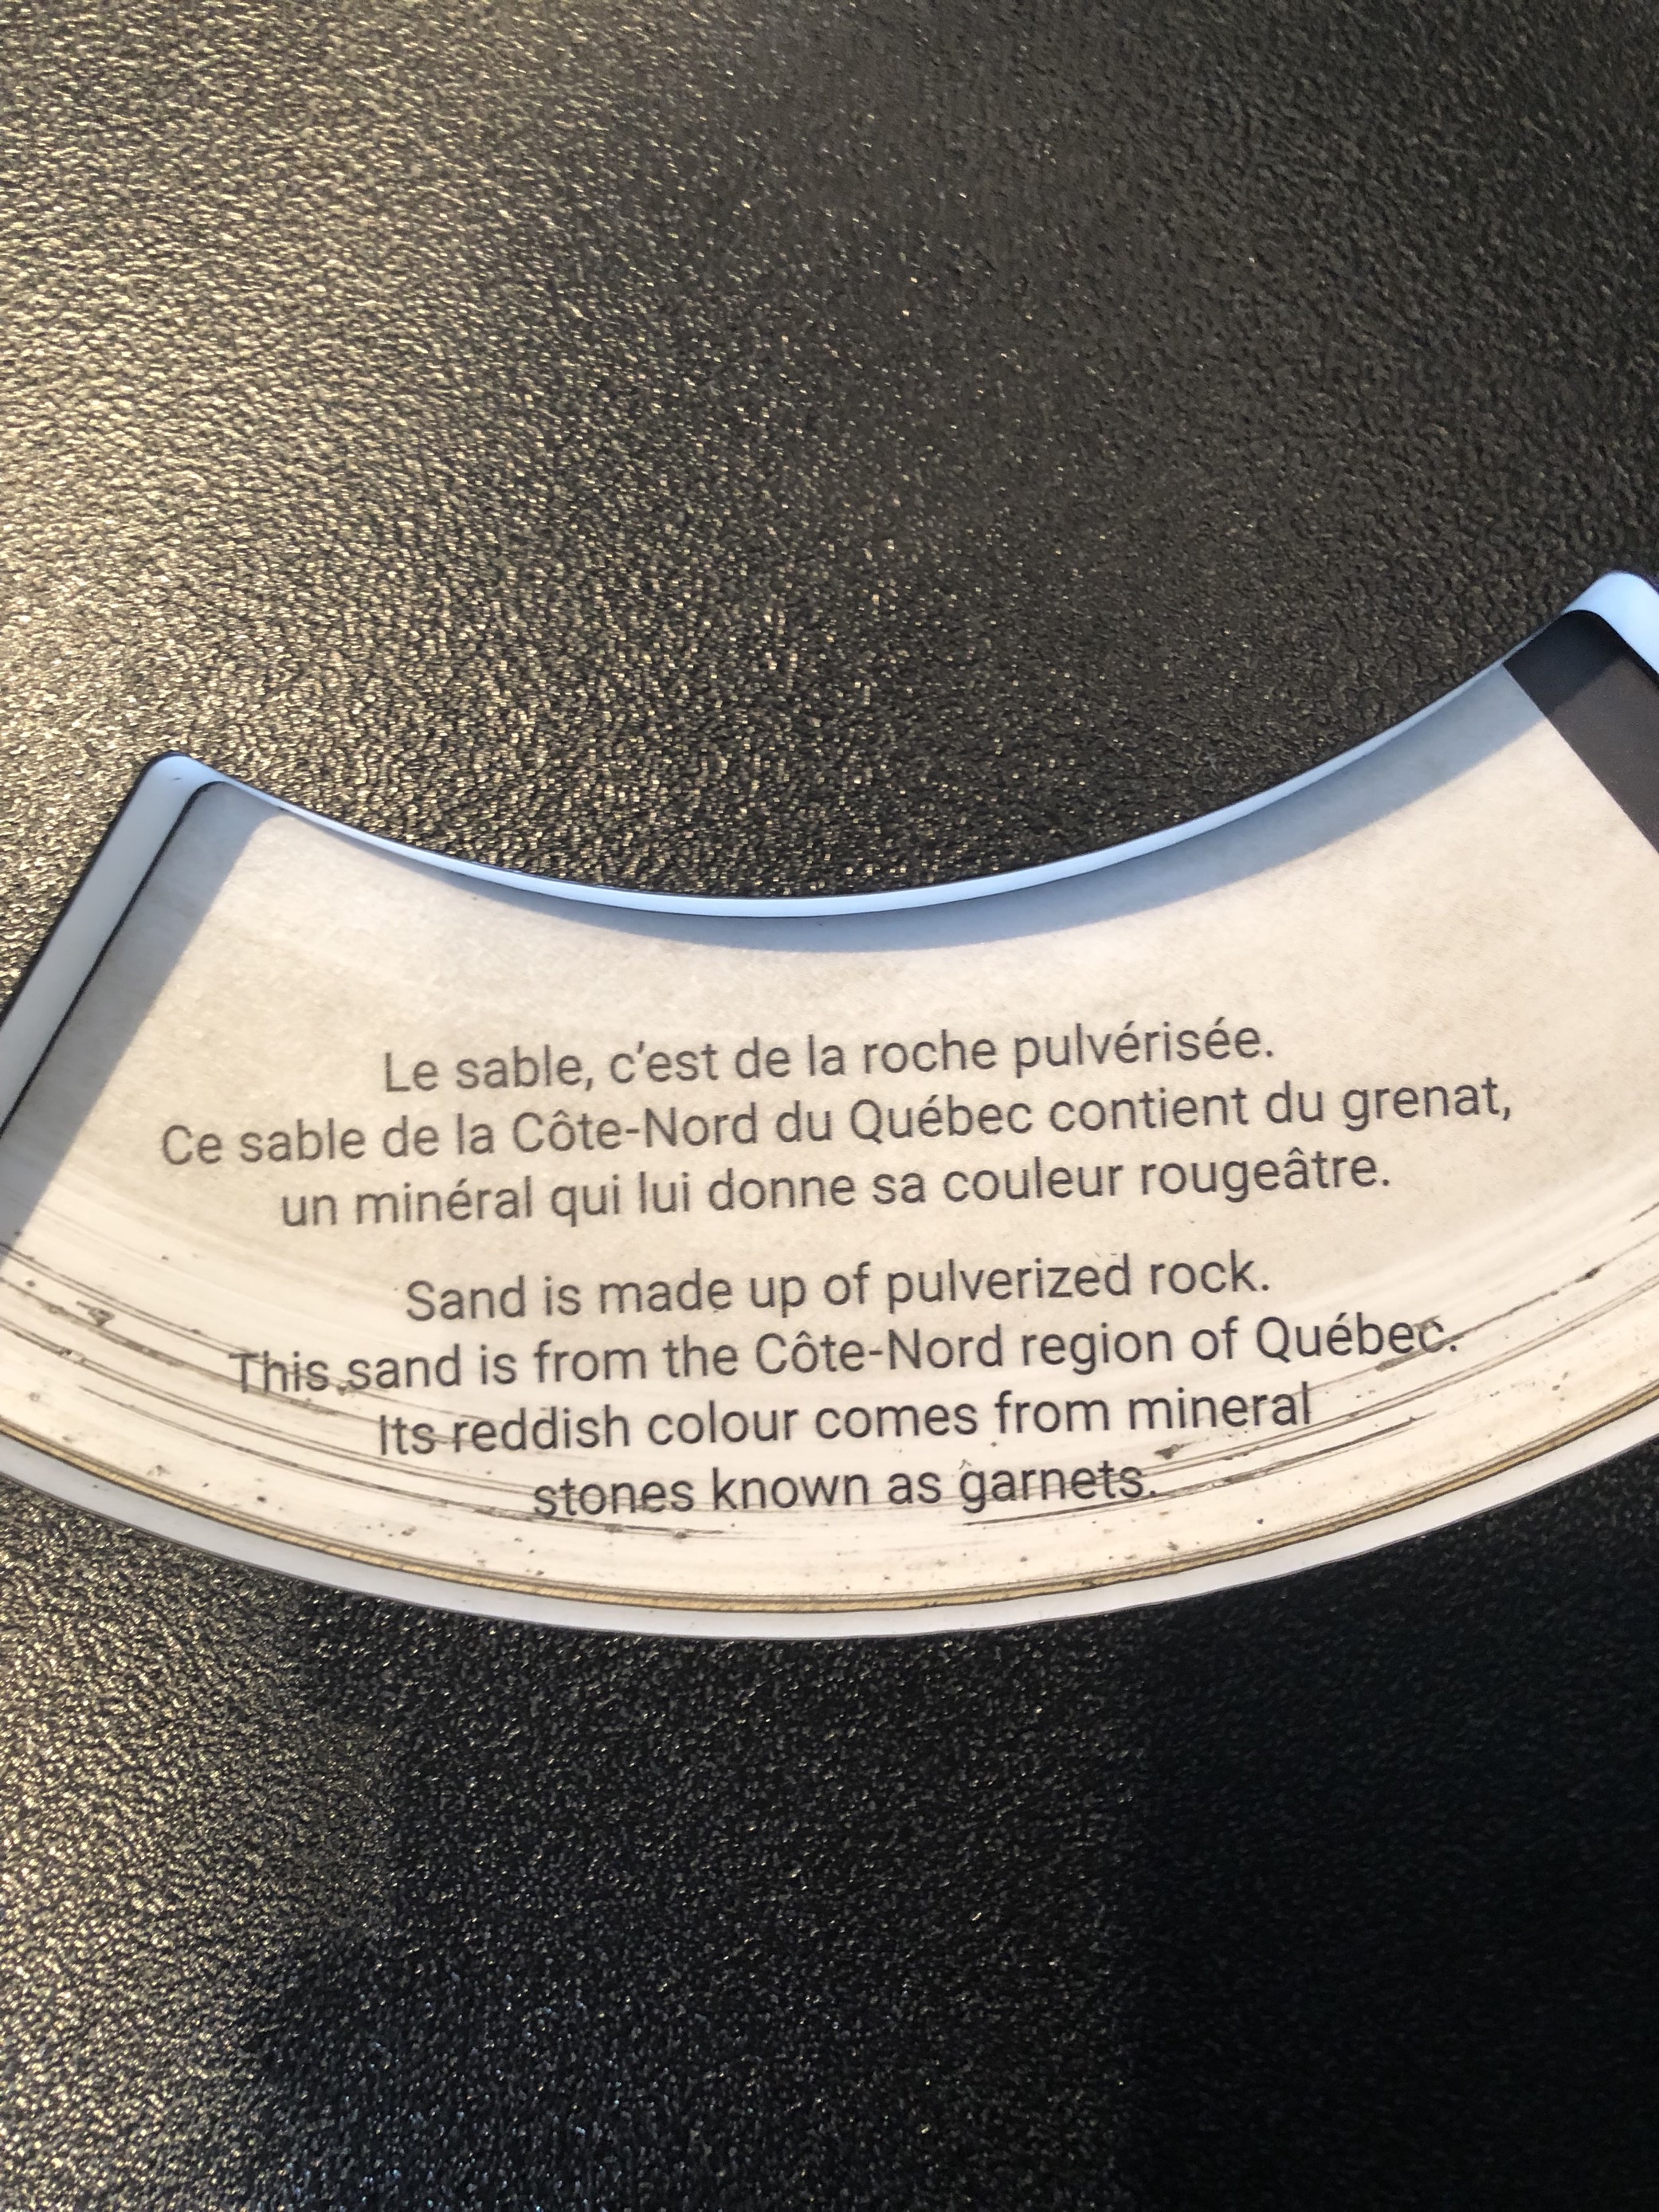 Le sable, c’est de la roche pulvérisée.
Ce sable de la Côte-Nord du Québec contient du grenat,
un minéral qui lui donne sa couleur rougeâtre.
Sand is made up of pulverized rock.
This sand is from the Côte-Nord region of Québec.
Its reddish colour comes from mineral
stones known as garnets.